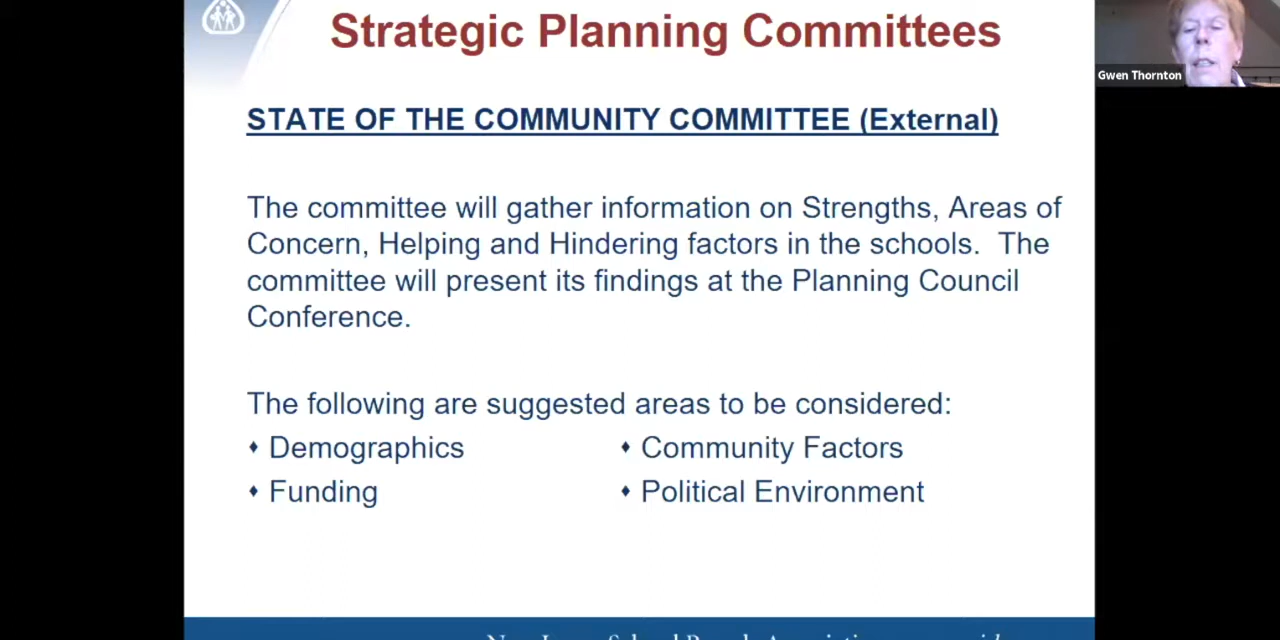 Strategic Planning Committees
Gwen Thornton
STATE OF THE COMMUNITY COMMITTEE (External)
The committee will gather information on Strengths, Areas of
Concern, Helping and Hindering factors in the schools. The
committee will present its findings at the Planning Council
Conference.
The following are suggested areas to be considered:
♦ Demographics
♦ Community Factors
♦ Funding
♦ Political Environment